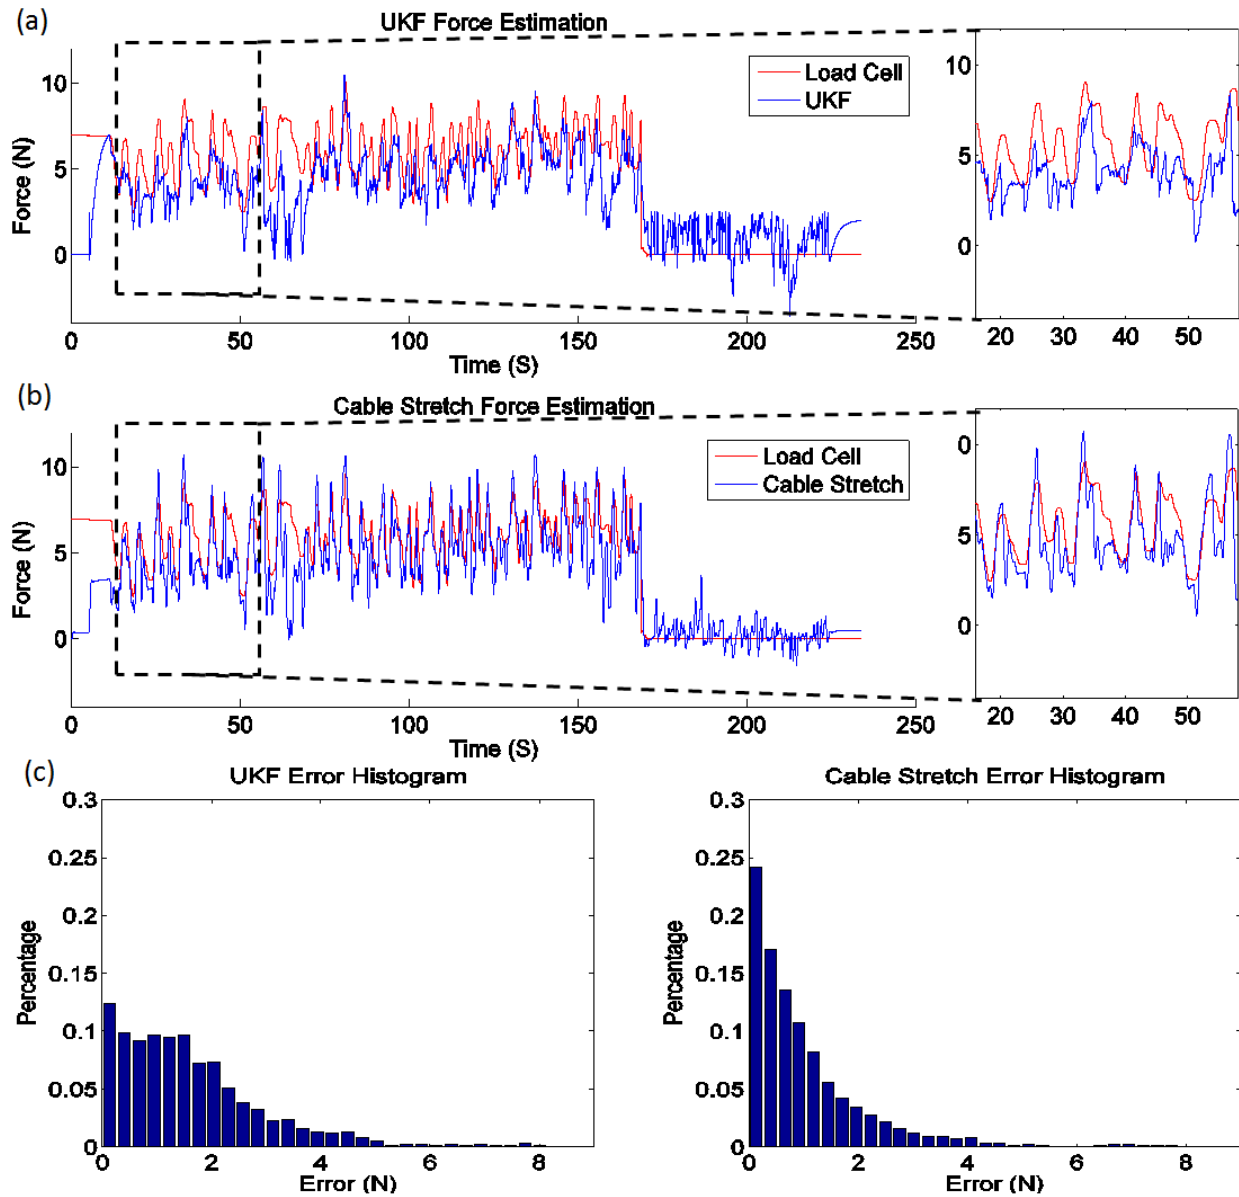 (a)
UKF Force Estimation
10
5
0
Force (N)
Load Cell
UKF
0
50
100
150
200
250
Time (S)
10
5
0
20
30
40
50
(b)
Cable Stretch Force Estimation
10
5
0
Force (N)
Load Cell
Cable Stretch
0
50
100
150
200
250
Time (S)
0
5
0
20
30
40
50
(c)
UKF Error Histogram
0.3
0.25
0.2
0.15
0.1
0.05
0
Percentage
0
2
4
6
8
Error (N)
Cable Stretch Error Histogram
0.3
0.25
0.2
0.15
0.1
0.05
0
Percentage
0
2
4
6
8
Error (N)